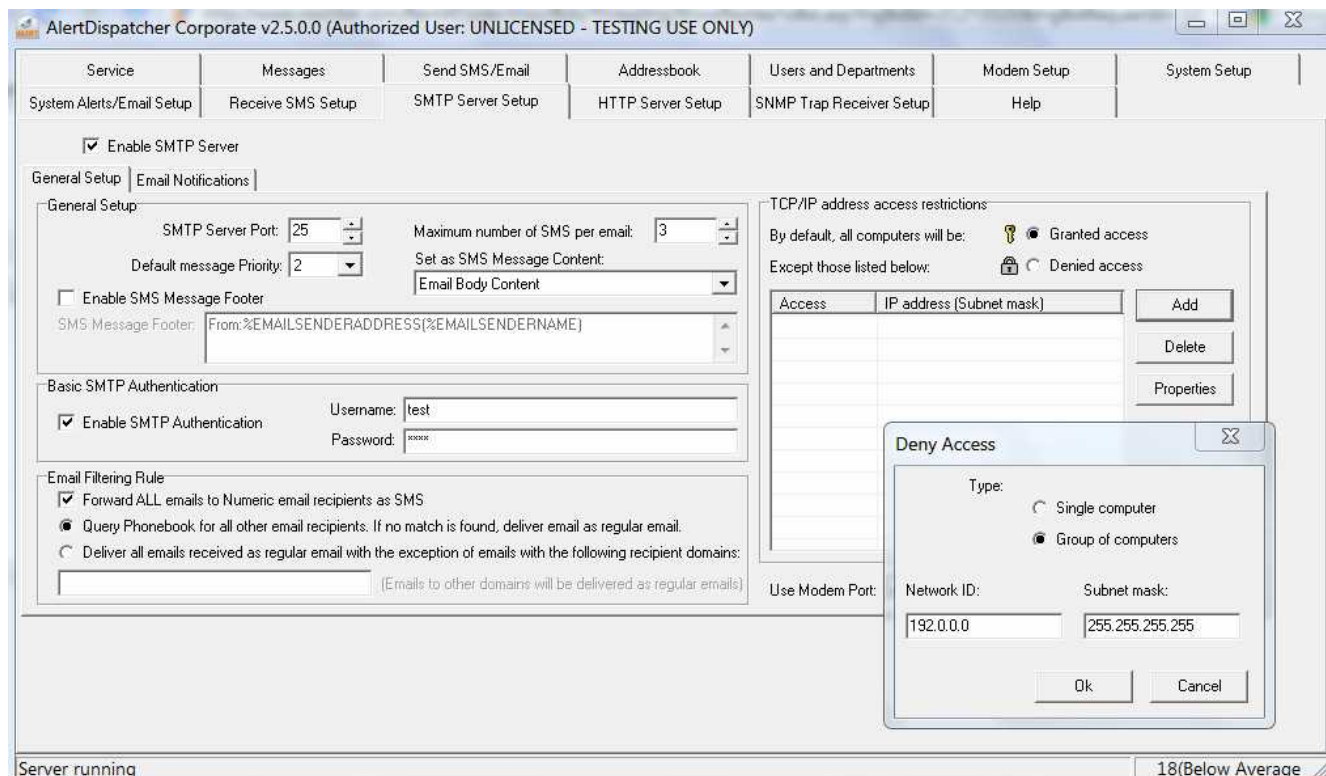 AlertDispatcher Corporate v2.5.0.0 (Authorized User: UNLICENSED - TESTING USE ONLY)
Service Messages Send SMS/Email Addressbook Users and Departments Modem Setup System Setup
System Alerts/Email Setup Receive SMS Setup SMTP Server Setup HTTP Server Setup SNMP Trap Receiver Setup Help
Enable SMTP Server
General Setup Email Notifications
General Setup
SMTP Server Port: 25
Maximum number of SMS per email: 3
Default message Priority: 2
Set as SMS Message Content:
Email Body Content
Enable SMS Message Footer
SMS Message Footer: From:%EMAILSENDERADDRESS(%EMAILSENDERNAME)
Basic SMTP Authentication
Enable SMTP Authentication
Username: test
Password: ××××
Email Filtering Rule
Forward ALL emails to Numeric email recipients as SMS
Query Phonebook for all other email recipients. If no match is found, deliver email as regular email.
Deliver all emails received as regular email with the exception of emails with the following recipient domains:
(Emails to other domains will be delivered as regular emails)
TCP/IP address access restrictions
By default, all computers will be: Granted access
Except those listed below: Denied access
Access IP address (Subnet mask)
Add
Delete
Properties
Use Modem Port:
Deny Access
Type:
Single computer
Group of computers
Network ID: Subnet mask:
192.0.0.0 255.255.255.255
Ok Cancel
Server running 18(Below Average